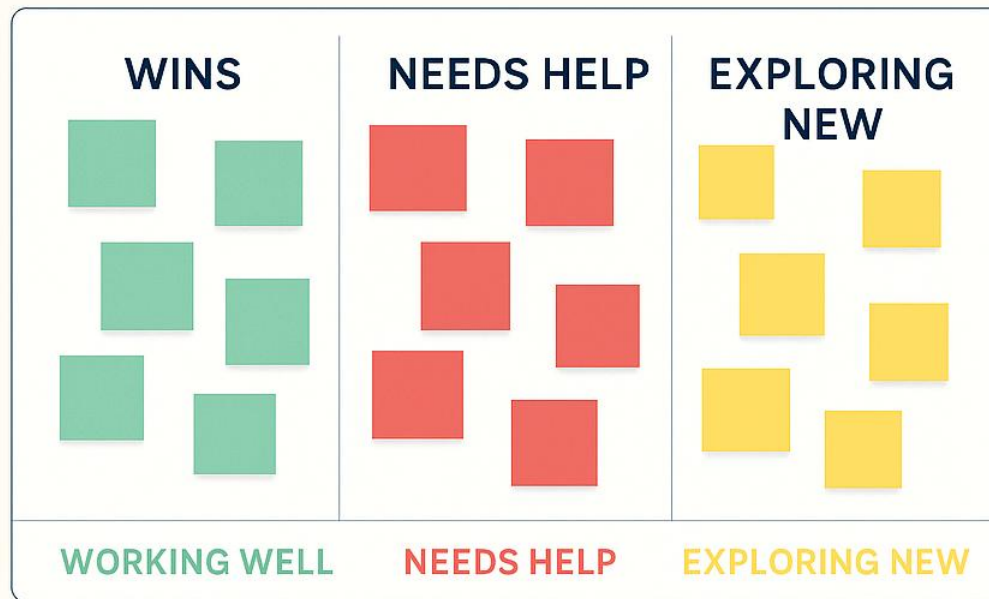 WINS
NEEDS HELP
EXPLORING
NEW
WORKING WELL
NEEDS HELP
EXPLORING NEW